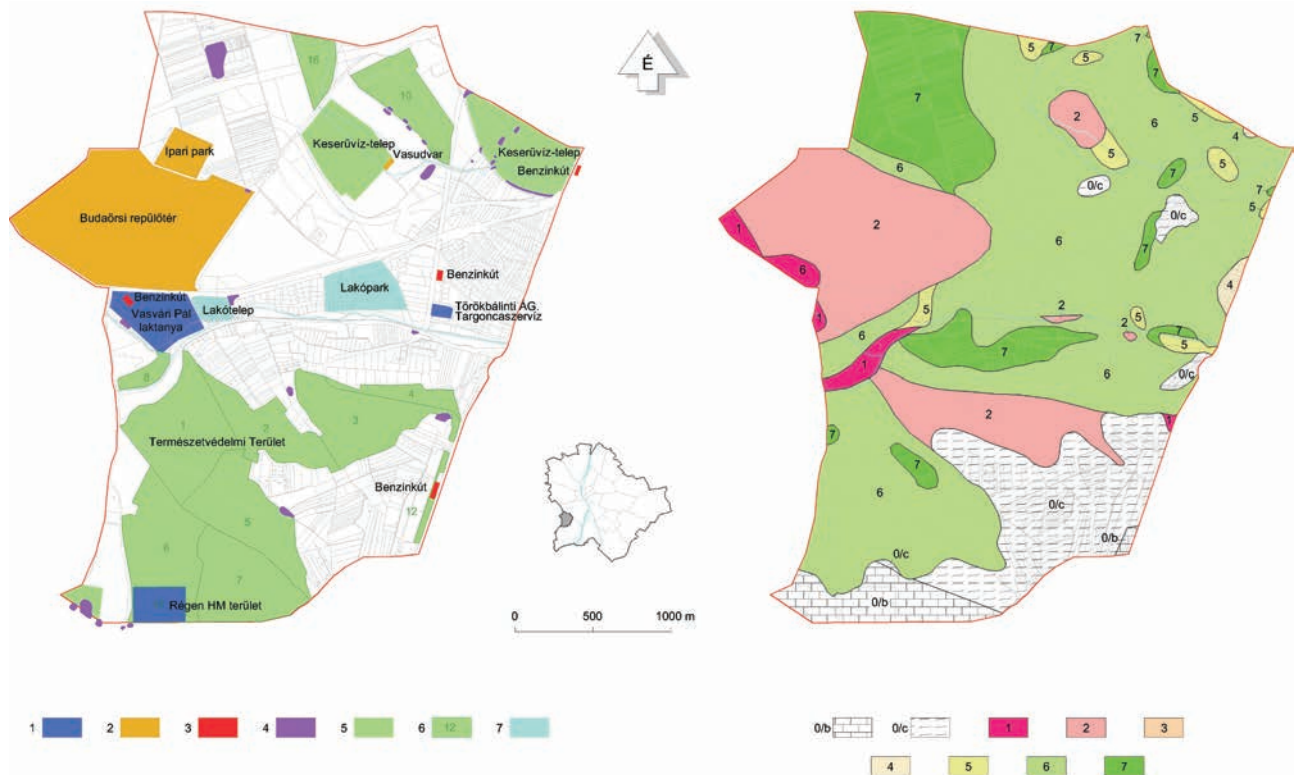 É
16
10
Ipari park
Keserűvíz-telep
Vasudvar
Keserűvíz-telep
Benzinkút
Budaörsi repülőtér
Benzinkút
Lakópark
Benzinkút
Vasvári Pál
laktanya
Lakótelep
Törökbálinti ÁG.
Targoncaszerviz
8
1
2
3
4
Természetvédelmi Terület
Benzinkút
12
5
6
7
Régen HM terület
0 500 1000 m
1 2 3 4 5 6 12 7
7
5
7
5
7
7
2
6
5
4
5
5
6
0/c
7
0/c
7
5
1
2
6
7
6
4
1
5
2
2
5
7
5
6
7
1
6
0/c
2
1
7
7
6
0/c
0/b
0/c
0/b
0/b 0/c 1 2 3
4 5 6 7